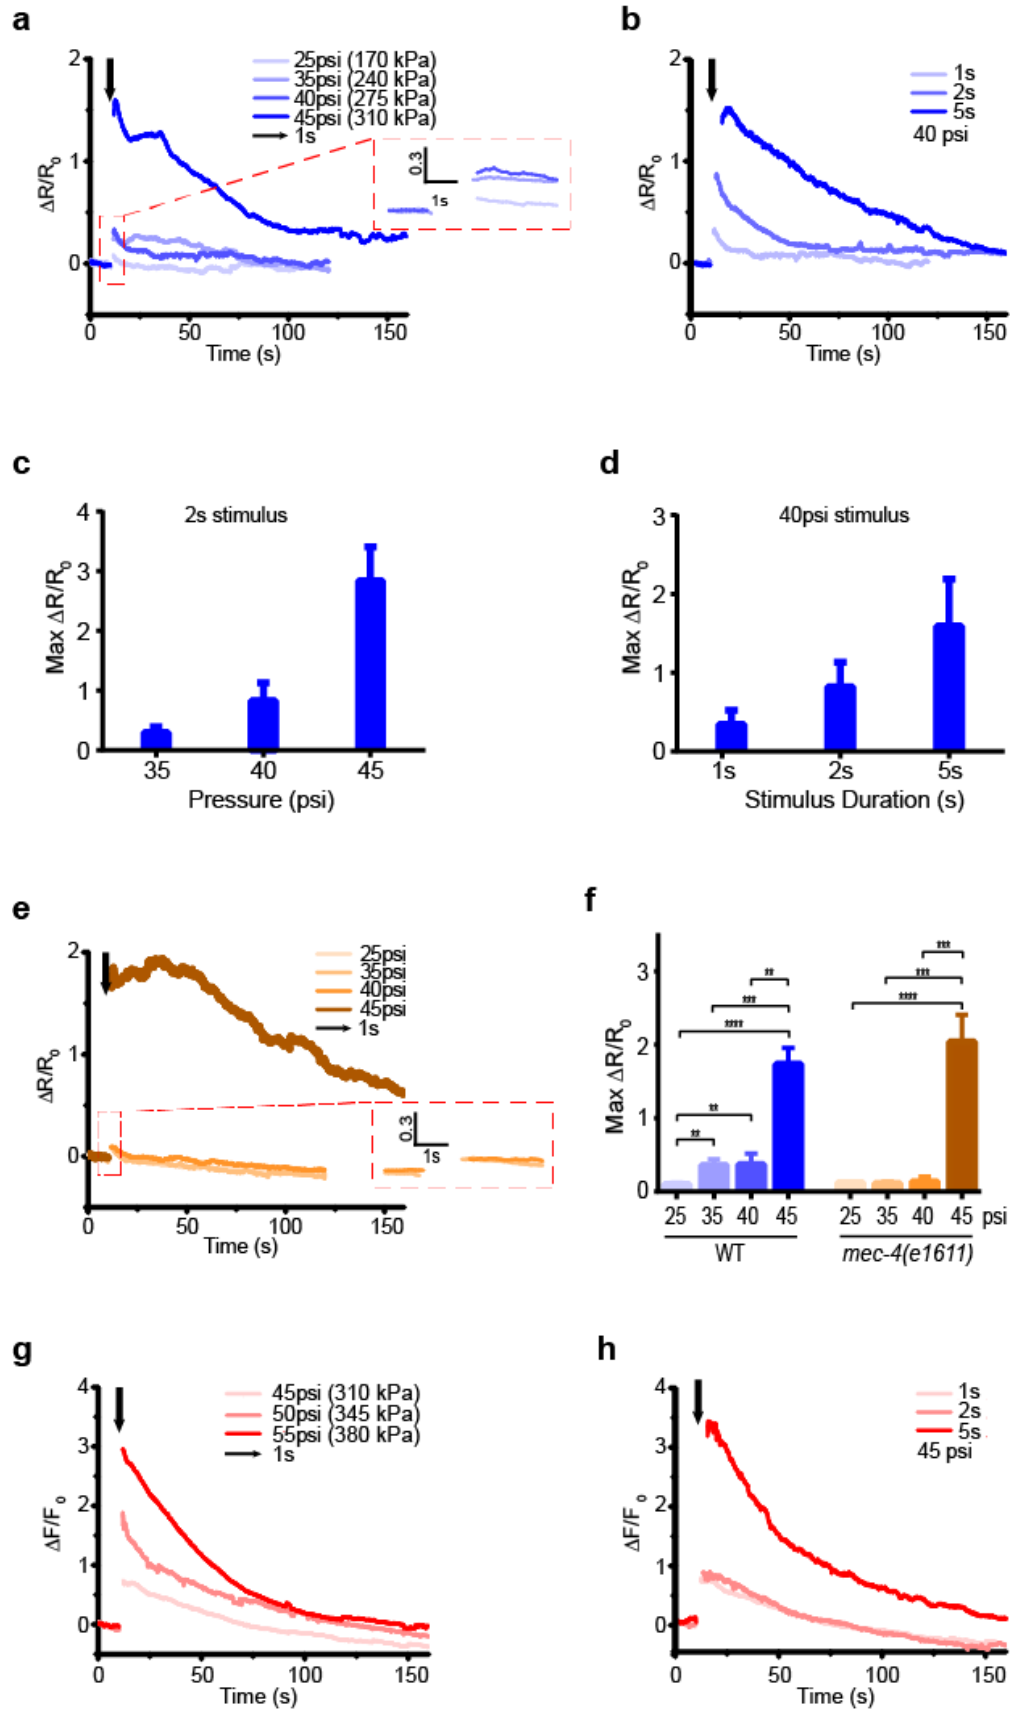 a
2
1
0
ΔR/R0
25psi (170 kPa)
35psi (240 kPa)
40psi (275 kPa)
45psi (310 kPa)
1s
0.3
1s
0 50 100 150
Time (s)
b
2
1
0
ΔR/R0
1s
2s
5s
40 psi
0 50 100 150
Time (s)
c
2s stimulus
4
3
2
1
0
Max ΔR/R0
35 40 45
Pressure (psi)
d
40psi stimulus
3
2
1
0
Max ΔR/R0
1s 2s 5s
Stimulus Duration (s)
e
2
1
0
ΔR/R0
25psi
35psi
40psi
45psi
1s
0.3
1s
0 50 100 150
Time (s)
f
3
2
1
0
Max ΔR/R0
** *** **** ** **
*** *** ****
25 35 40 45 25 35 40 45 psi
WT mec-4(e1611)
g
4
3
2
1
0
ΔF/F0
45psi (310 kPa)
50psi (345 kPa)
55psi (380 kPa)
1s
0 50 100 150
Time (s)
h
4
3
2
1
0
ΔF/F0
1s
2s
5s
45 psi
0 50 100 150
Time (s)